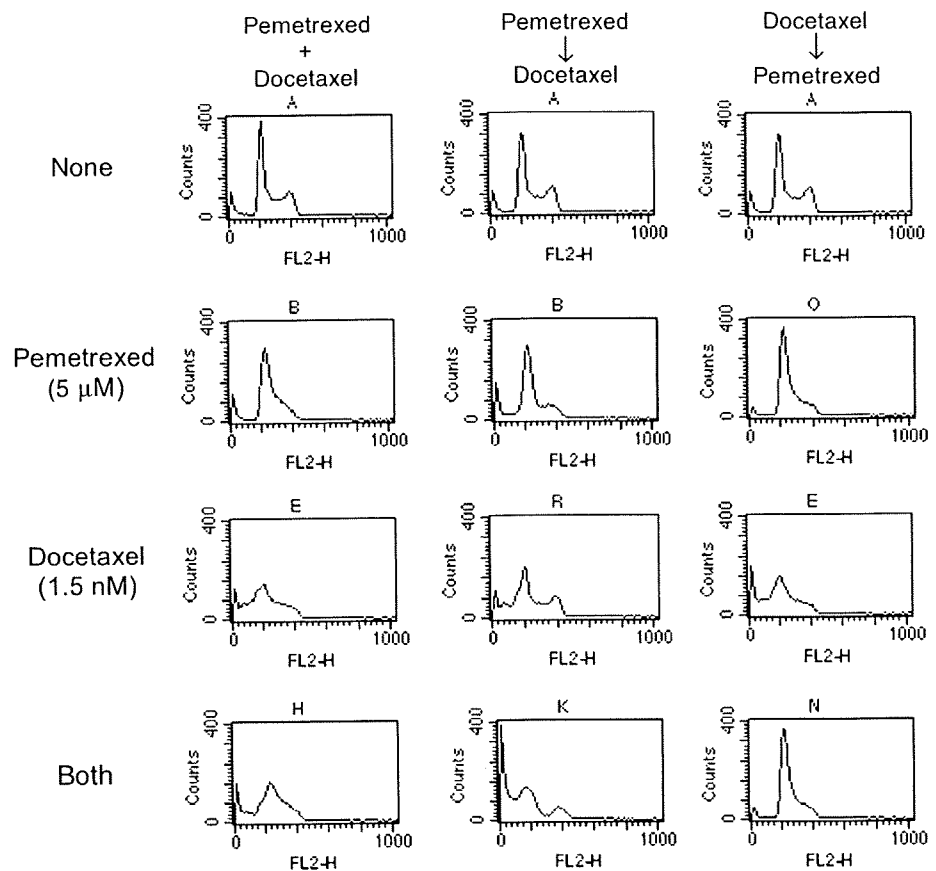 Pemetrexed
+
Docetaxel
Pemetrexed
↓
Docetaxel
Docetaxel
↓
Pemetrexed
None
A
400
Counts
0
0
1000
FL2-H
A
400
Counts
0
0
1000
FL2-H
A
400
Counts
0
0
1000
FL2-H
Pemetrexed
(5 μM)
B
400
Counts
0
0
1000
FL2-H
B
400
Counts
0
0
1000
FL2-H
Q
400
Counts
0
0
1000
FL2-H
Docetaxel
(1.5 nM)
E
400
Counts
0
0
1000
FL2-H
R
400
Counts
0
0
1000
FL2-H
E
400
Counts
0
0
1000
FL2-H
Both
H
400
Counts
0
0
1000
FL2-H
K
400
Counts
0
0
1000
FL2-H
N
400
Counts
0
0
1000
FL2-H